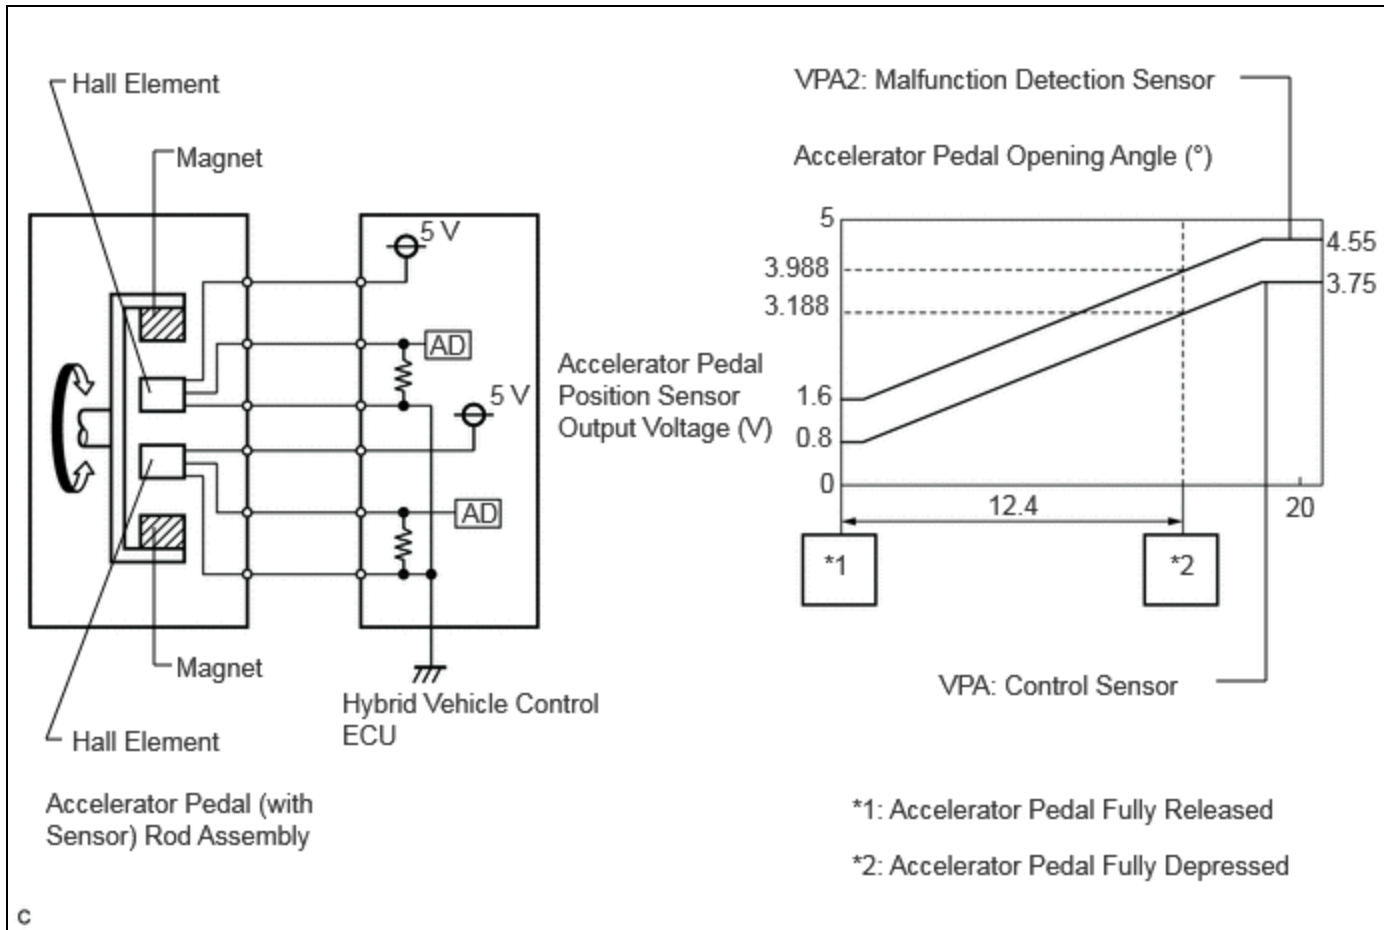 Hall Element
Magnet
5 V
AD
5 V
AD
Magnet
Hall Element
Hybrid Vehicle Control
ECU
Accelerator Pedal (with
Sensor) Rod Assembly
VPA2: Malfunction Detection Sensor
Accelerator Pedal Opening Angle (°)
5
4.55
3.988
3.75
3.188
Accelerator Pedal
Position Sensor
Output Voltage (V)
1.6
0.8
0
12.4
20
*1
*2
VPA: Control Sensor
*1: Accelerator Pedal Fully Released
*2: Accelerator Pedal Fully Depressed
c